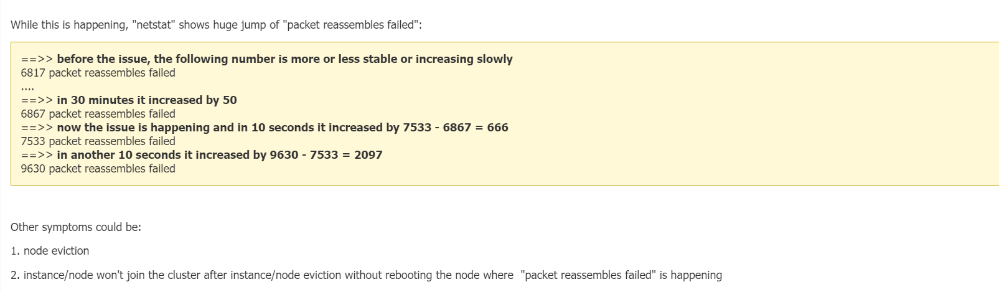 While this is happening, "netstat" shows huge jump of "packet reassembles failed":
==>> before the issue, the following number is more or less stable or increasing slowly
6817 packet reassembles failed
....
==>> in 30 minutes it increased by 50
6867 packet reassembles failed
==>> now the issue is happening and in 10 seconds it increased by 7533 - 6867 = 666
7533 packet reassembles failed
==>> in another 10 seconds it increased by 9630 - 7533 = 2097
9630 packet reassembles failed
Other symptoms could be:
1. node eviction
2. instance/node won't join the cluster after instance/node eviction without rebooting the node where  "packet reassembles failed" is happening